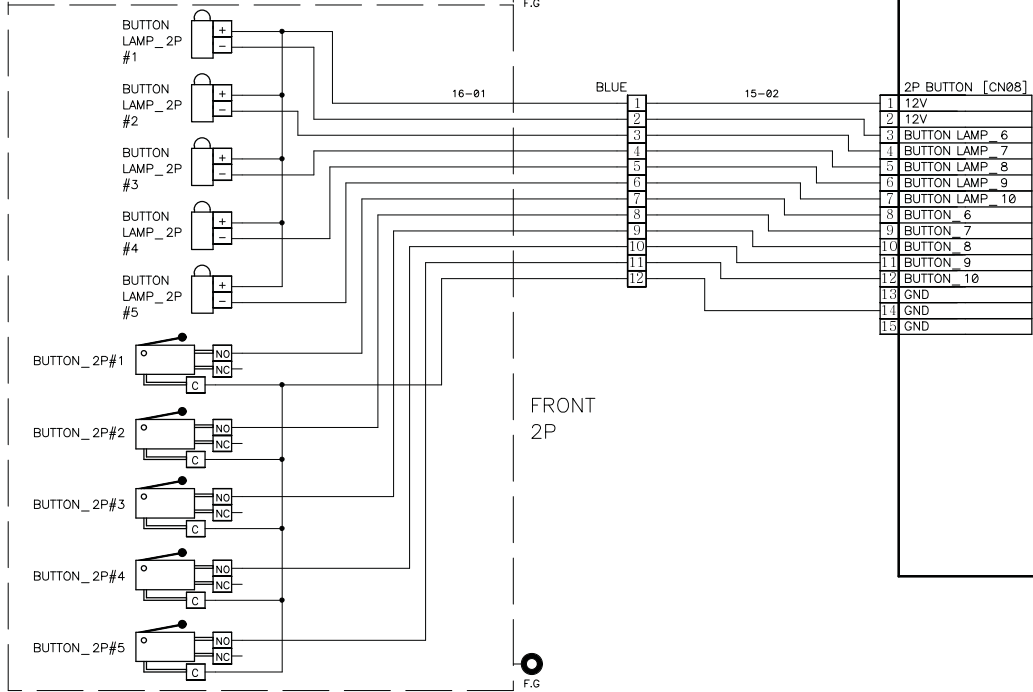 F.G
BUTTON
LAMP_2P
#1
+
−
BUTTON
LAMP_2P
#2
+
−
BUTTON
LAMP_2P
#3
+
−
BUTTON
LAMP_2P
#4
+
−
BUTTON
LAMP_2P
#5
+
−
BUTTON_2P#1
NO
NC
C
BUTTON_2P#2
NO
NC
C
BUTTON_2P#3
NO
NC
C
BUTTON_2P#4
NO
NC
C
BUTTON_2P#5
NO
NC
C
16-01
BLUE
1
2
3
4
5
6
7
8
9
10
11
12
15-02
FRONT
2P
F.G
2P BUTTON [CN08]
1 12V
2 12V
3 BUTTON LAMP_6
4 BUTTON LAMP_7
5 BUTTON LAMP_8
6 BUTTON LAMP_9
7 BUTTON LAMP_10
8 BUTTON_6
9 BUTTON_7
10 BUTTON_8
11 BUTTON_9
12 BUTTON_10
13 GND
14 GND
15 GND